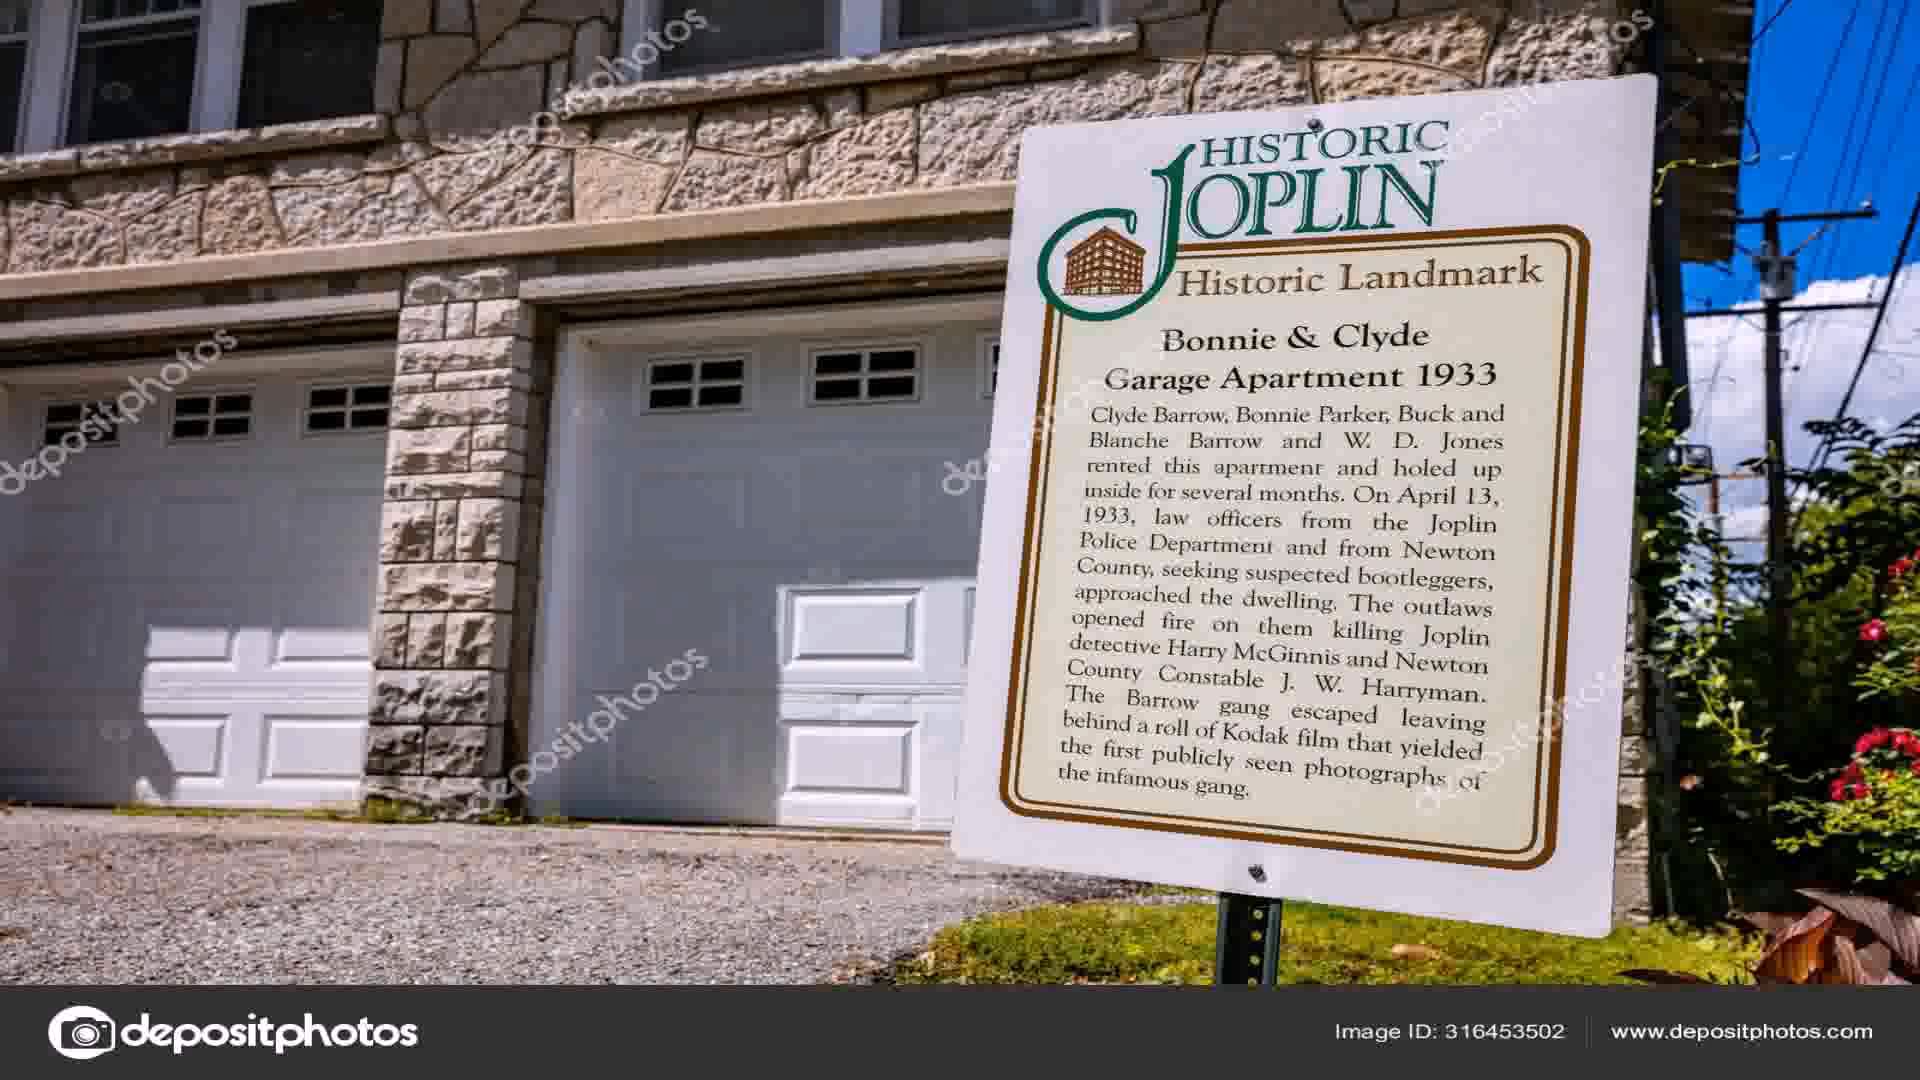 HISTORIC
JOPLIN
Historic Landmark
Bonnie & Clyde
Garage Apartment 1933
Clyde Barrow, Bonnie Parker, Buck and
Blanche Barrow and W. D. Jones
rented this apartment and holed up
inside for several months. On April 13,
1933, law officers from the Joplin
Police Department and from Newton
County, seeking suspected bootleggers,
approached the dwelling. The outlaws
opened fire on them killing Joplin
detective Harry McGinnis and Newton
County Constable J. W. Harryman.
The Barrow gang escaped leaving
behind a roll of Kodak film that yielded
the first publicly seen photographs of
the infamous gang.
depositphotos
depositphotos
depositphotos
depositphotos
Image ID: 316453502
www.depositphotos.com